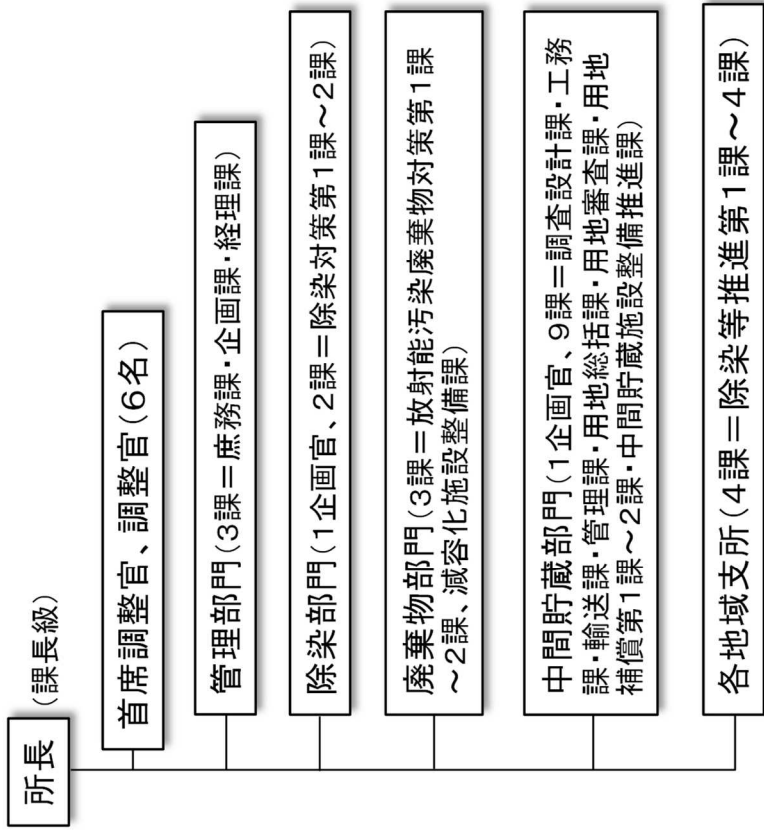 所長
(課長級)
首席調整官、調整官(6名)
管理部門(3課=庶務課・企画課・経理課)
除染部門(1企画官、2課=除染対策第1課~2課)
廃棄物部門(3課=放射能汚染廃棄物対策第1課
~2課、減容化施設整備課)
中間貯蔵部門(1企画官、9課=調査設計課・工務
課・輸送課・管理課・用地総括課・用地審査課・用地
補償第1課~2課・中間貯蔵施設整備推進課)
各地域支所(4課=除染等推進第1課~4課)